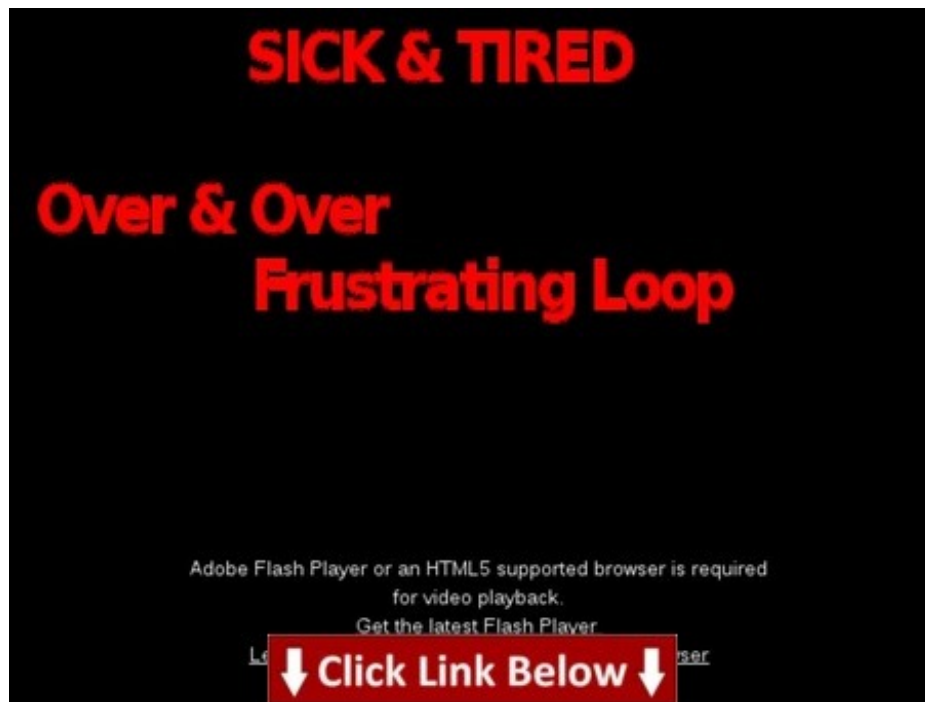 SICK & TIRED
Over & Over
Frustrating Loop
Adobe Flash Player or an HTML5 supported browser is required
for video playback.
Get the latest Flash Player
Click Link Below